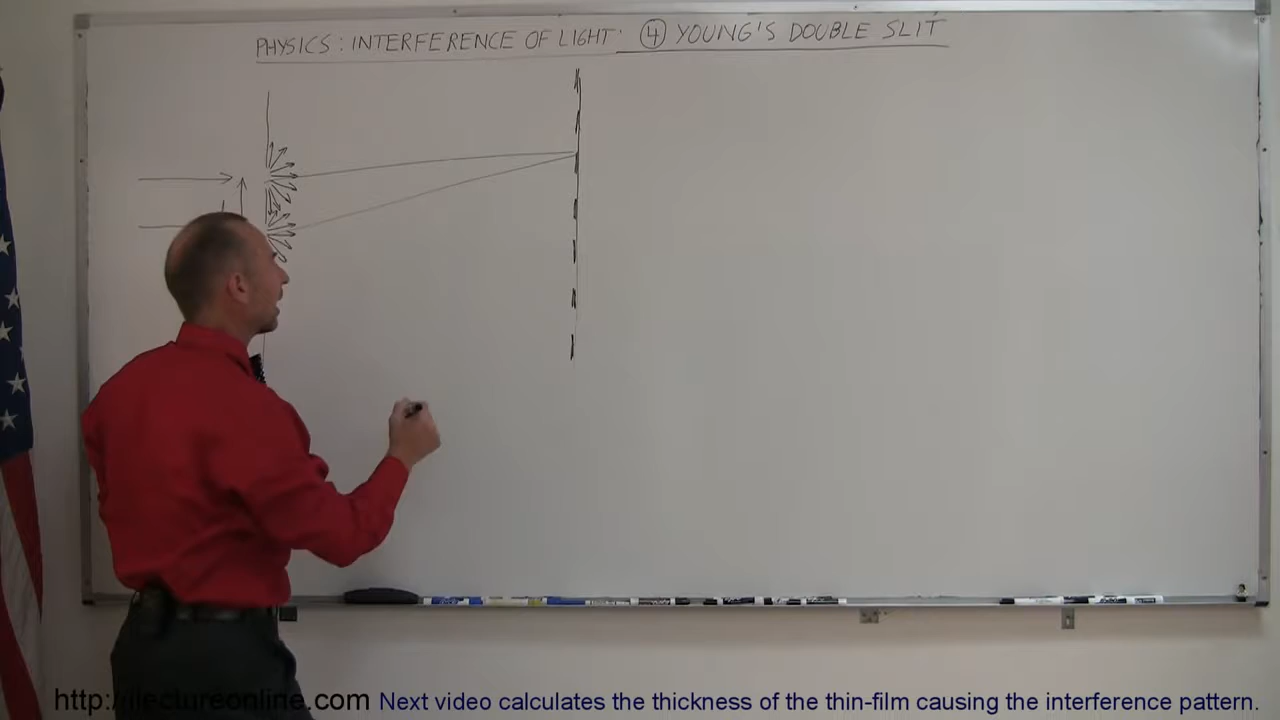 PHYSICS: INTERFERENCE OF LIGHT: ④ YOUNG'S DOUBLE SLIT
http://ilectureonline.com Next video calculates the thickness of the thin-film causing the interference pattern.